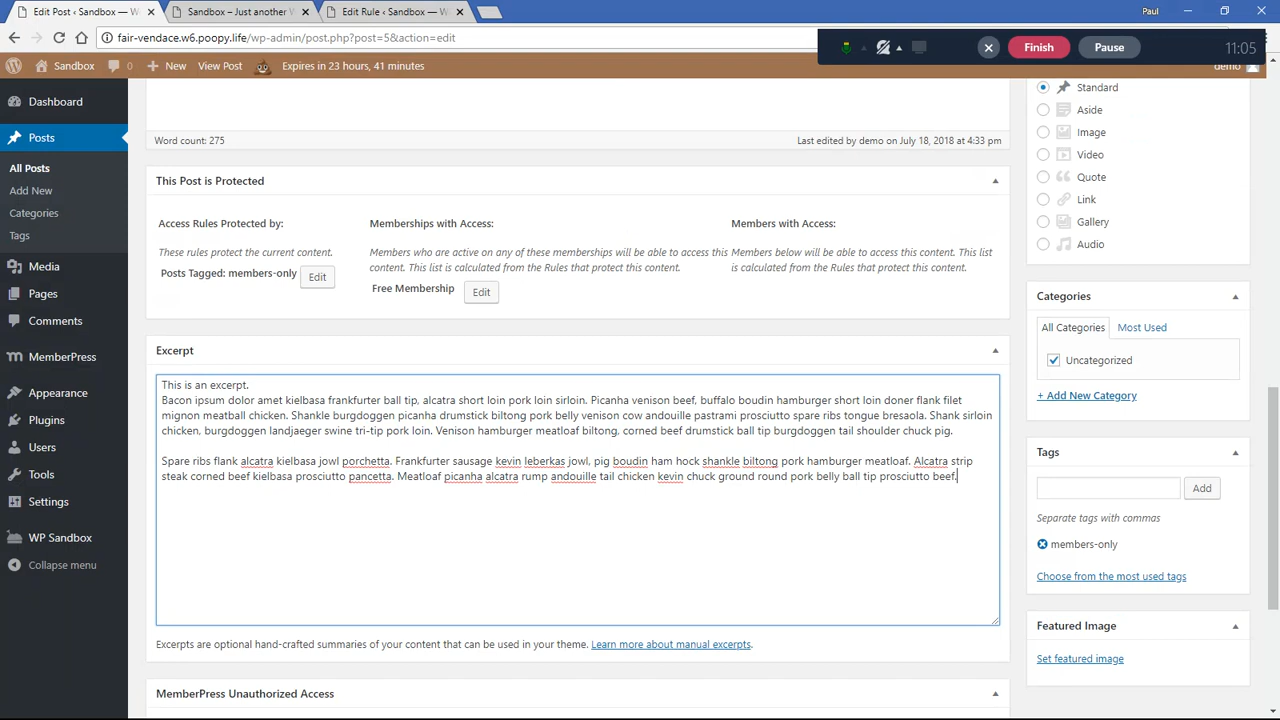 Edit Post ‹ Sandbox — W
Sandbox – Just another W
Edit Rule ‹ Sandbox — W
Paul
fair-vendace.w6.poopy.life/wp-admin/post.php?post=5&action=edit
Finish
Pause
11:05
Sandbox
0
New
View Post
Expires in 23 hours, 41 minutes
demo
Dashboard
Posts
All Posts
Add New
Categories
Tags
Media
Pages
Comments
MemberPress
Appearance
Plugins
Users
Tools
Settings
WP Sandbox
Collapse menu
Word count: 275
Last edited by demo on July 18, 2018 at 4:33 pm
This Post is Protected
Access Rules Protected by:
These rules protect the current content.
Posts Tagged: members-only
Edit
Memberships with Access:
Members who are active on any of these memberships will be able to access this
content. This list is calculated from the Rules that protect this content.
Free Membership
Edit
Members with Access:
Members below will be able to access this content. This list
is calculated from the Rules that protect this content.
Excerpt
This is an excerpt.
Bacon ipsum dolor amet kielbasa frankfurter ball tip, alcatra short loin pork loin sirloin. Picanha venison beef, buffalo boudin hamburger short loin doner flank filet
mignon meatball chicken. Shankle burgdoggen picanha drumstick biltong pork belly venison cow andouille pastrami prosciutto spare ribs tongue bresaola. Shank sirloin
chicken, burgdoggen landjaeger swine tri-tip pork loin. Venison hamburger meatloaf biltong, corned beef drumstick ball tip burgdoggen tail shoulder chuck pig.
Spare ribs flank alcatra kielbasa jowl porchetta. Frankfurter sausage kevin leberkas jowl, pig boudin ham hock shankle biltong pork hamburger meatloaf. Alcatra strip
steak corned beef kielbasa prosciutto pancetta. Meatloaf picanha alcatra rump andouille tail chicken kevin chuck ground round pork belly ball tip prosciutto beef.
Excerpts are optional hand-crafted summaries of your content that can be used in your theme. Learn more about manual excerpts.
MemberPress Unauthorized Access
Standard
Aside
Image
Video
Quote
Link
Gallery
Audio
Categories
All Categories
Most Used
Uncategorized
+ Add New Category
Tags
Add
Separate tags with commas
members-only
Choose from the most used tags
Featured Image
Set featured image